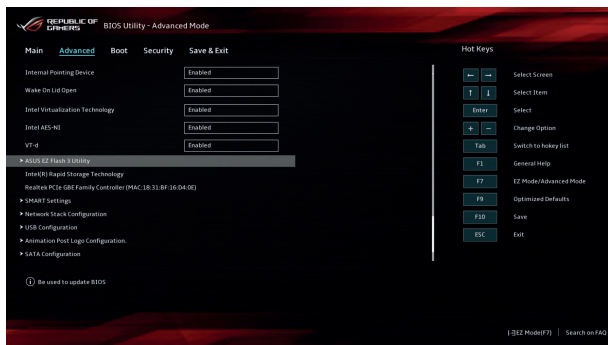 REPUBLIC OF
GAMERS
BIOS Utility - Advanced Mode
Main Advanced Boot Security Save & Exit
Hot Keys
Internal Pointing Device Enabled
← → Select Screen
Wake On Lid Open Enabled
↑ ↓ Select Item
Intel Virtualization Technology Enabled
Enter Select
Intel AES-NI Enabled
+ − Change Option
VT-d Enabled
Tab Switch to hokey list
> ASUS EZ Flash 3 Utility
F1 General Help
Intel(R) Rapid Storage Technology
F7 EZ Mode/Advanced Mode
Realtek PCIe GBE Family Controller (MAC:18:31:BF:16:D4:0E)
> SMART Settings
F9 Optimized Defaults
> Network Stack Configuration
F10 Save
> USB Configuration
ESC Exit
> Animation Post Logo Configuration.
> SATA Configuration
i Be used to update BIOS
EZ Mode(F7) | Search on FAQ